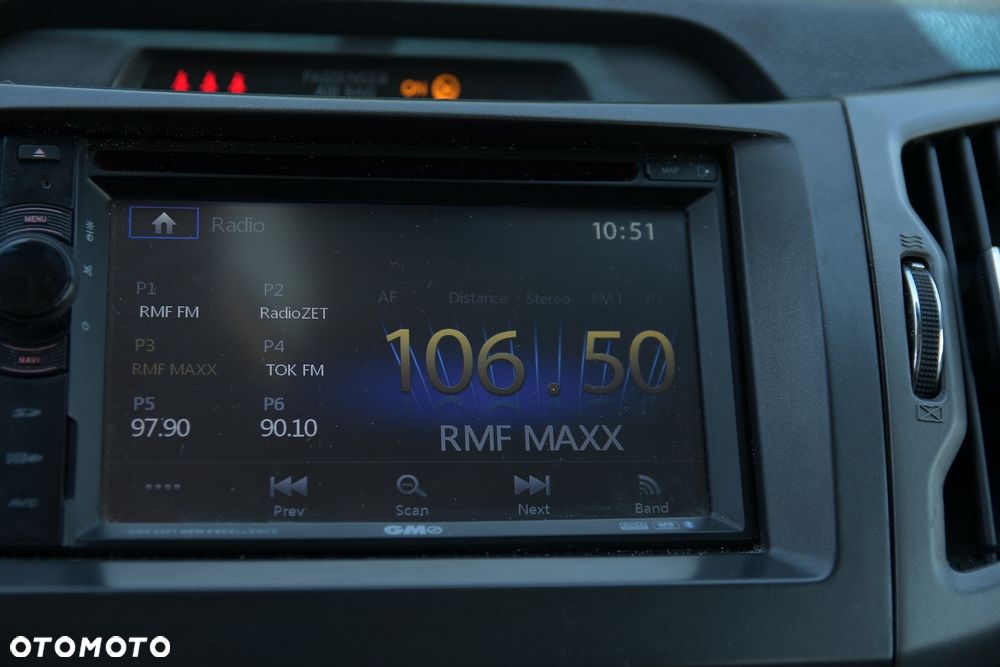 PASSENGER
AIR BAG
ON
MAP
MENU
Radio
10:51
P1
RMF FM
P2
RadioZET
AF
Distance
Stereo
FM 1
P3
P3
RMF MAXX
P4
TOK FM
106.50
P5
97.90
P6
90.10
RMF MAXX
NAVI
Prev
Scan
Next
Band
OTOMOTO